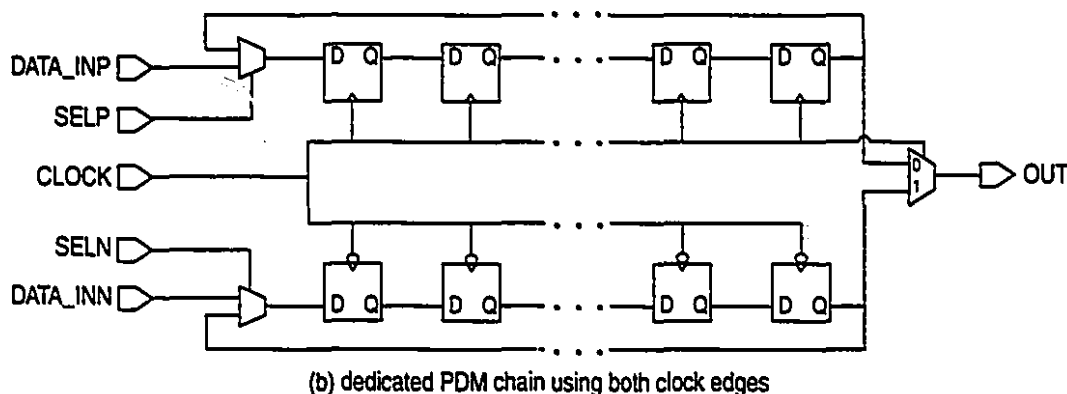 DATA_INP
SELP
CLOCK
SELN
DATA_INN
D Q D Q D Q D Q
0
1
OUT
D Q D Q D Q D Q
(b) dedicated PDM chain using both clock edges